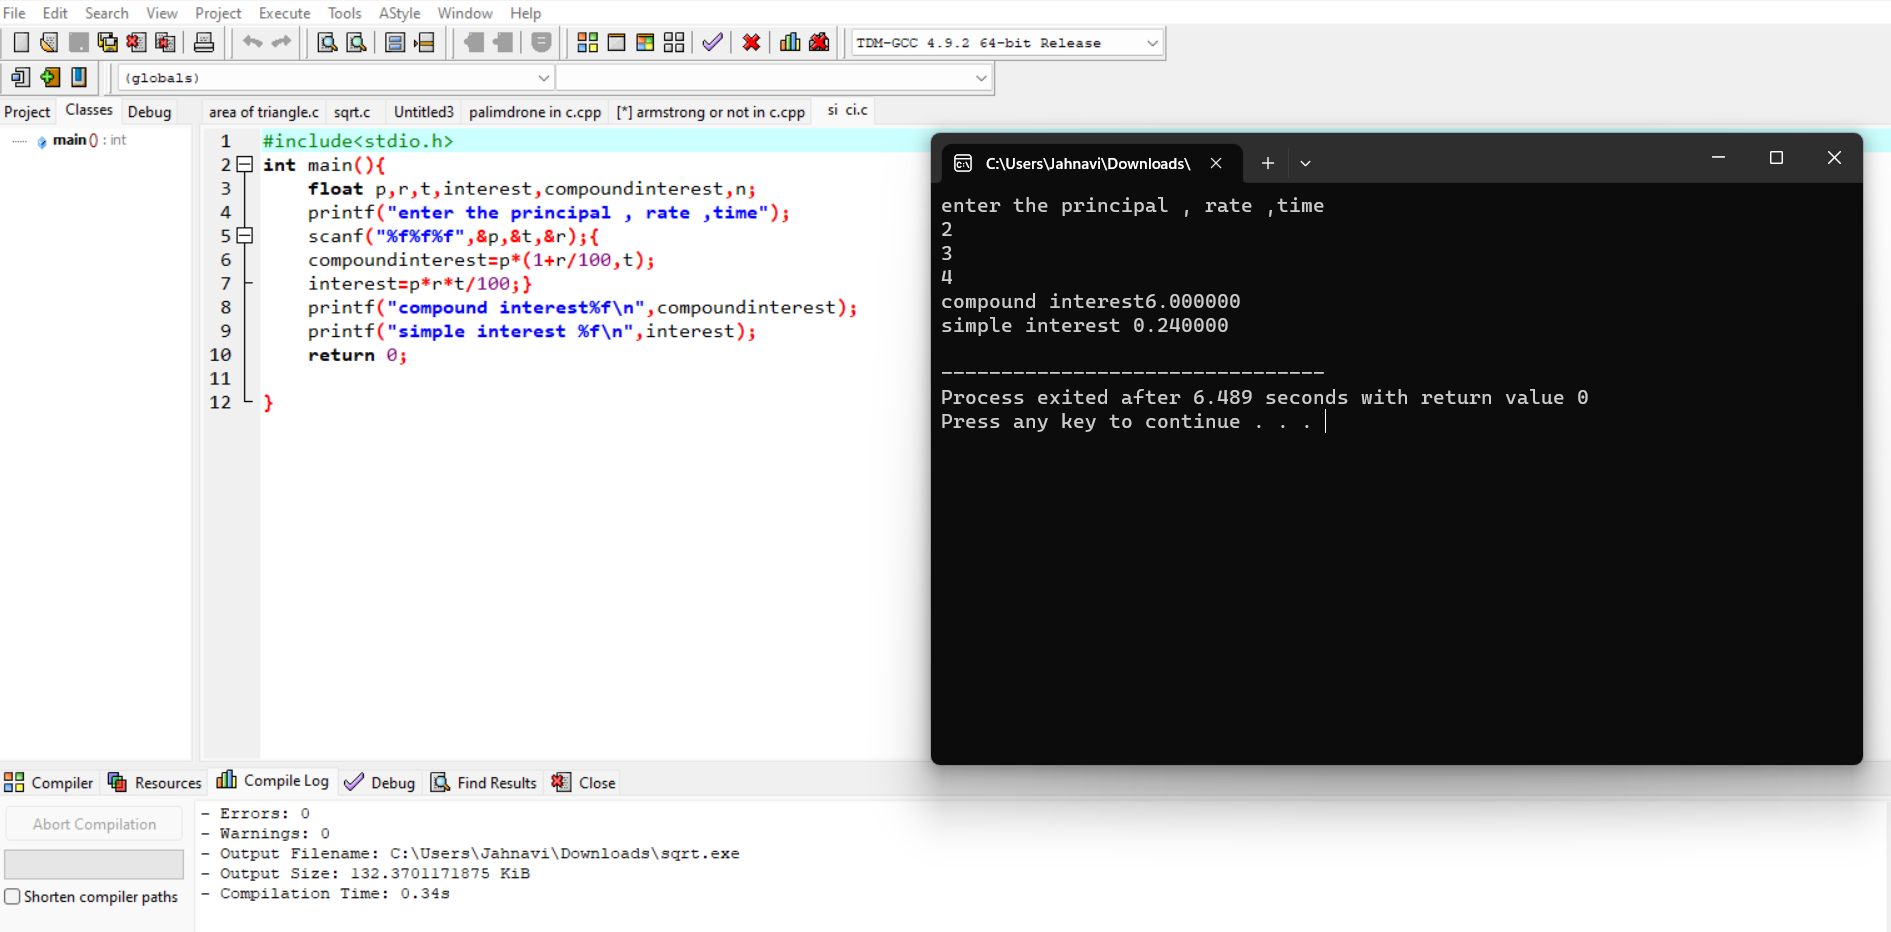 File Edit Search View Project Execute Tools AStyle Window Help
TDM-GCC 4.9.2 64-bit Release
(globals)
Project Classes Debug
area of triangle.c sqrt.c Untitled3 palimdrone in c.cpp [*] armstrong or not in c.cpp si ci.c
main () : int
1 #include<stdio.h>
2 int main(){
3 float p,r,t,interest,compoundinterest,n;
4 printf("enter the principal , rate ,time");
5 scanf("%f%f%f",&p,&t,&r);{
6 compoundinterest=p*(1+r/100,t);
7 interest=p*r*t/100;}
8 printf("compound interest%f\n",compoundinterest);
9 printf("simple interest %f\n",interest);
10 return 0;
11
12 }
C:\Users\Jahnavi\Downloads\
enter the principal , rate ,time
2
3
4
compound interest6.000000
simple interest 0.240000
--------------------------------
Process exited after 6.489 seconds with return value 0
Press any key to continue . . .
Compiler Resources Compile Log Debug Find Results Close
Abort Compilation
Shorten compiler paths
- Errors: 0
- Warnings: 0
- Output Filename: C:\Users\Jahnavi\Downloads\sqrt.exe
- Output Size: 132.3701171875 KiB
- Compilation Time: 0.34s